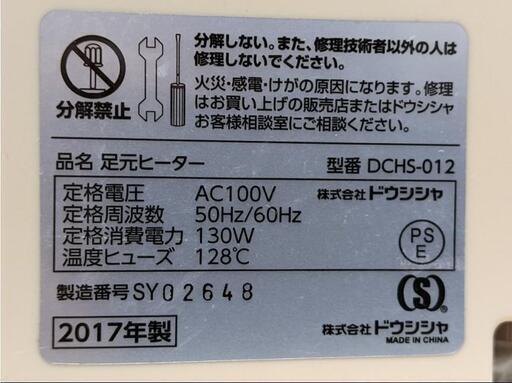 分解しない。また、修理技術者以外の人は
修理しないでください。
分解禁止
火災・感電・けがの原因になります。修理
はお買い上げの販売店またはドウシシャ
お客様相談室にご相談ください。
品名 足元ヒーター 型番 DCHS-012
定格電圧 AC100V 株式会社ドウシシャ
定格周波数 50Hz/60Hz
定格消費電力 130W
温度ヒューズ 128℃
PS
E
製造番号SY02648
(S)
2017年製
株式会社ドウシシャ
MADE IN CHINA